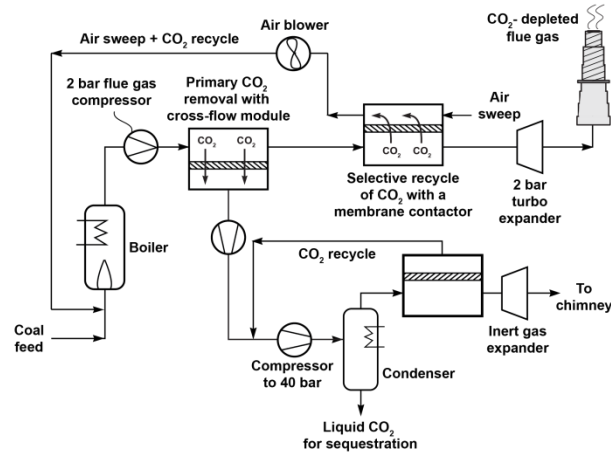 CO2- depleted
flue gas
Air blower
Air sweep + CO2 recycle
2 bar flue gas
compressor
Primary CO2
removal with
cross-flow module
CO2
CO2
CO2
CO2
Air
sweep
Selective recycle
of CO2 with a
membrane contactor
2 bar
turbo
expander
Boiler
CO2 recycle
To
chimney
Inert gas
expander
Coal
feed
Compressor
to 40 bar
Condenser
Liquid CO2
for sequestration